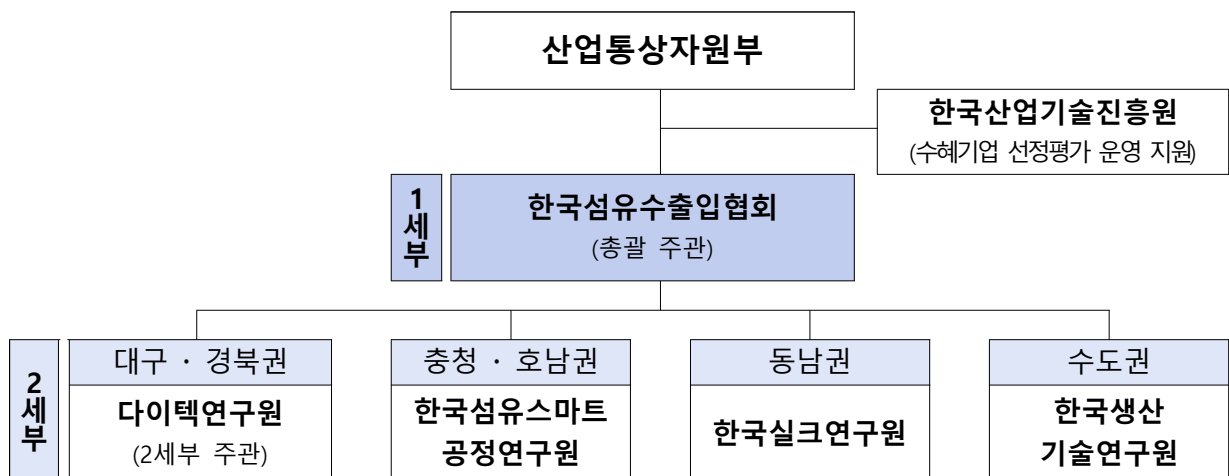 산업통상자원부
한국산업기술진흥원
(수혜기업 선정평가 운영 지원)
1세부
한국섬유수출입협회
(총괄 주관)
2세부
대구 · 경북권
다이텍연구원
(2세부 주관)
충청 · 호남권
한국섬유스마트
공정연구원
동남권
한국실크연구원
수도권
한국생산
기술연구원